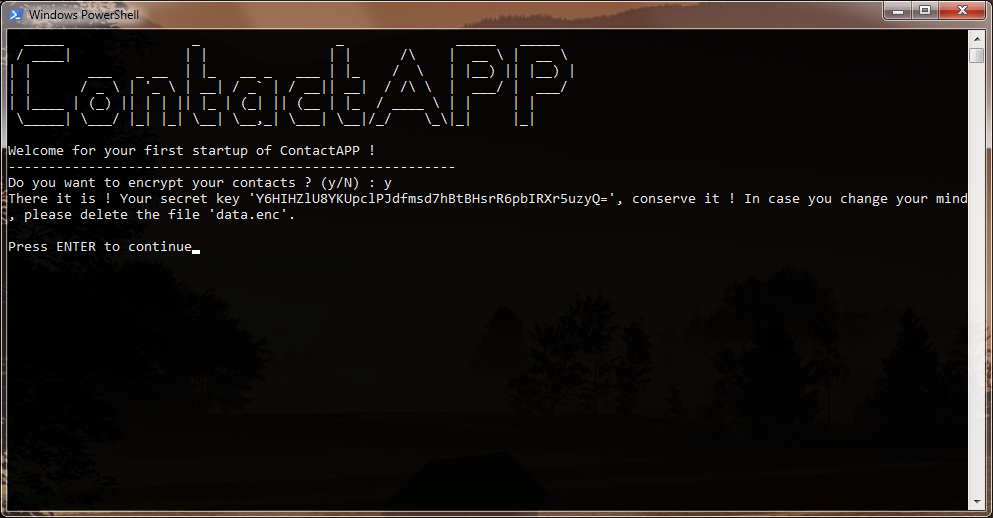 Windows PowerShell
ContactAPP
Welcome for your first startup of ContactAPP !
--------------------------------------------------------
Do you want to encrypt your contacts ? (y/N) : y
There it is ! Your secret key 'Y6HIHZlU8YKUpclPJdfmsd7hBtBHsrR6pbIRXr5uzyQ=', conserve it ! In case you change your mind
, please delete the file 'data.enc'.
Press ENTER to continue